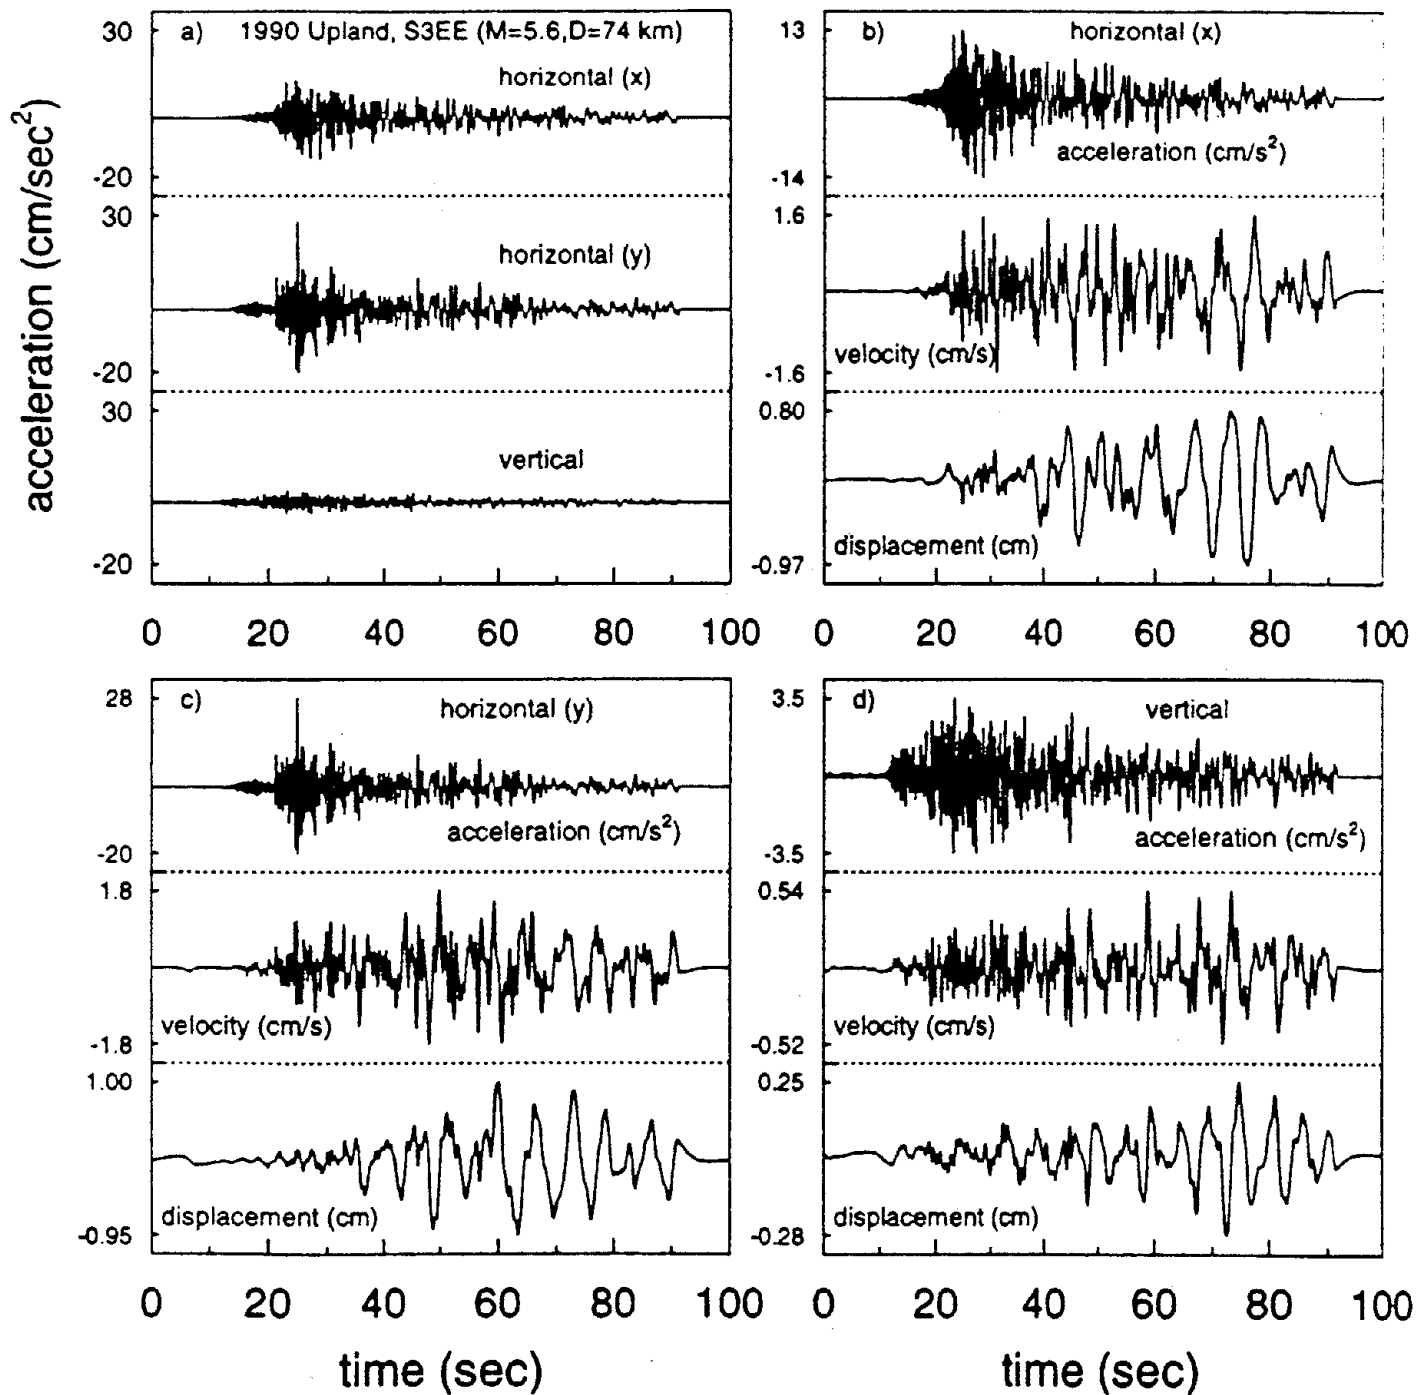 acceleration (cm/sec²)
a) 1990 Upland, S3EE (M=5.6,D=74 km)
30
horizontal (x)
-20
30
horizontal (y)
-20
30
vertical
-20
0 20 40 60 80 100
b) horizontal (x)
13
acceleration (cm/s²)
-14
1.6
velocity (cm/s)
-1.6
0.80
displacement (cm)
-0.97
0 20 40 60 80 100
c) horizontal (y)
28
acceleration (cm/s²)
-20
1.8
velocity (cm/s)
-1.8
1.00
displacement (cm)
-0.95
0 20 40 60 80 100
time (sec)
d) vertical
3.5
acceleration (cm/s²)
-3.5
0.54
velocity (cm/s)
-0.52
0.25
displacement (cm)
-0.28
0 20 40 60 80 100
time (sec)